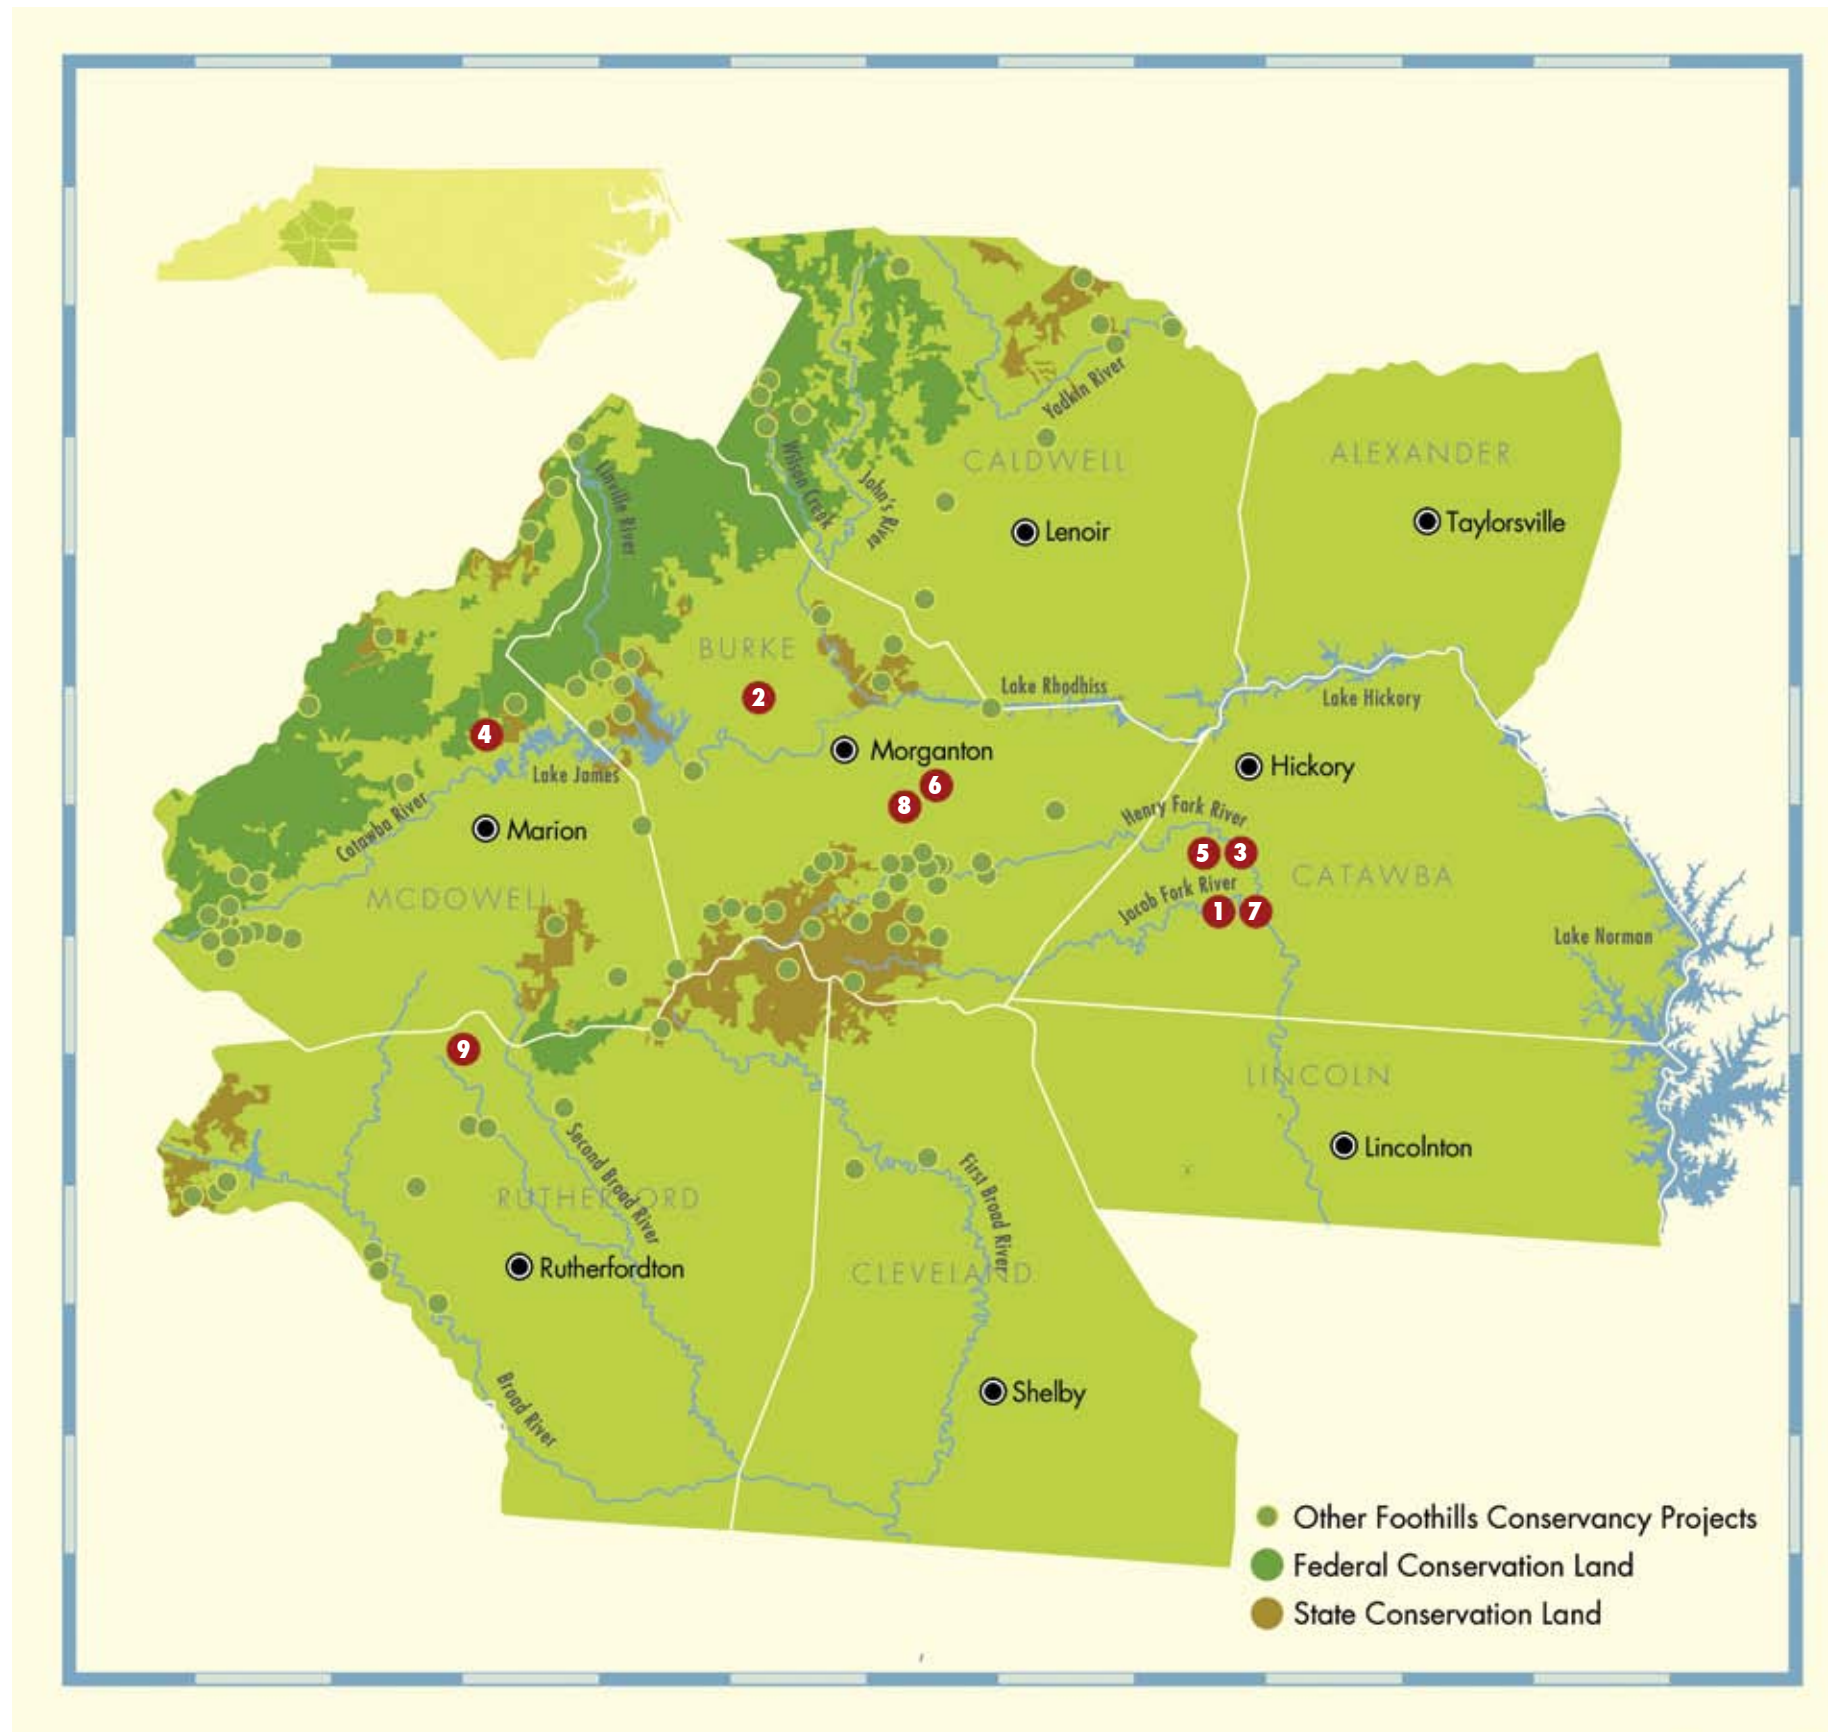 Yadkin River
CALDWELL
ALEXANDER
Wilson Creek
John's River
Linville River
Lenoir
Taylorsville
BURKE
Lake Rhodhiss
Lake Hickory
2
4
Morganton
Hickory
Lake James
6
8
Catawba River
Marion
Henry Fork River
5
3
CATAWBA
MCDOWELL
Jacob Fork River
1
7
Lake Norman
9
LINCOLN
Second Broad River
Lincolnton
First Broad River
RUTHERFORD
Rutherfordton
CLEVELAND
Broad River
Shelby
Other Foothills Conservancy Projects
Federal Conservation Land
State Conservation Land